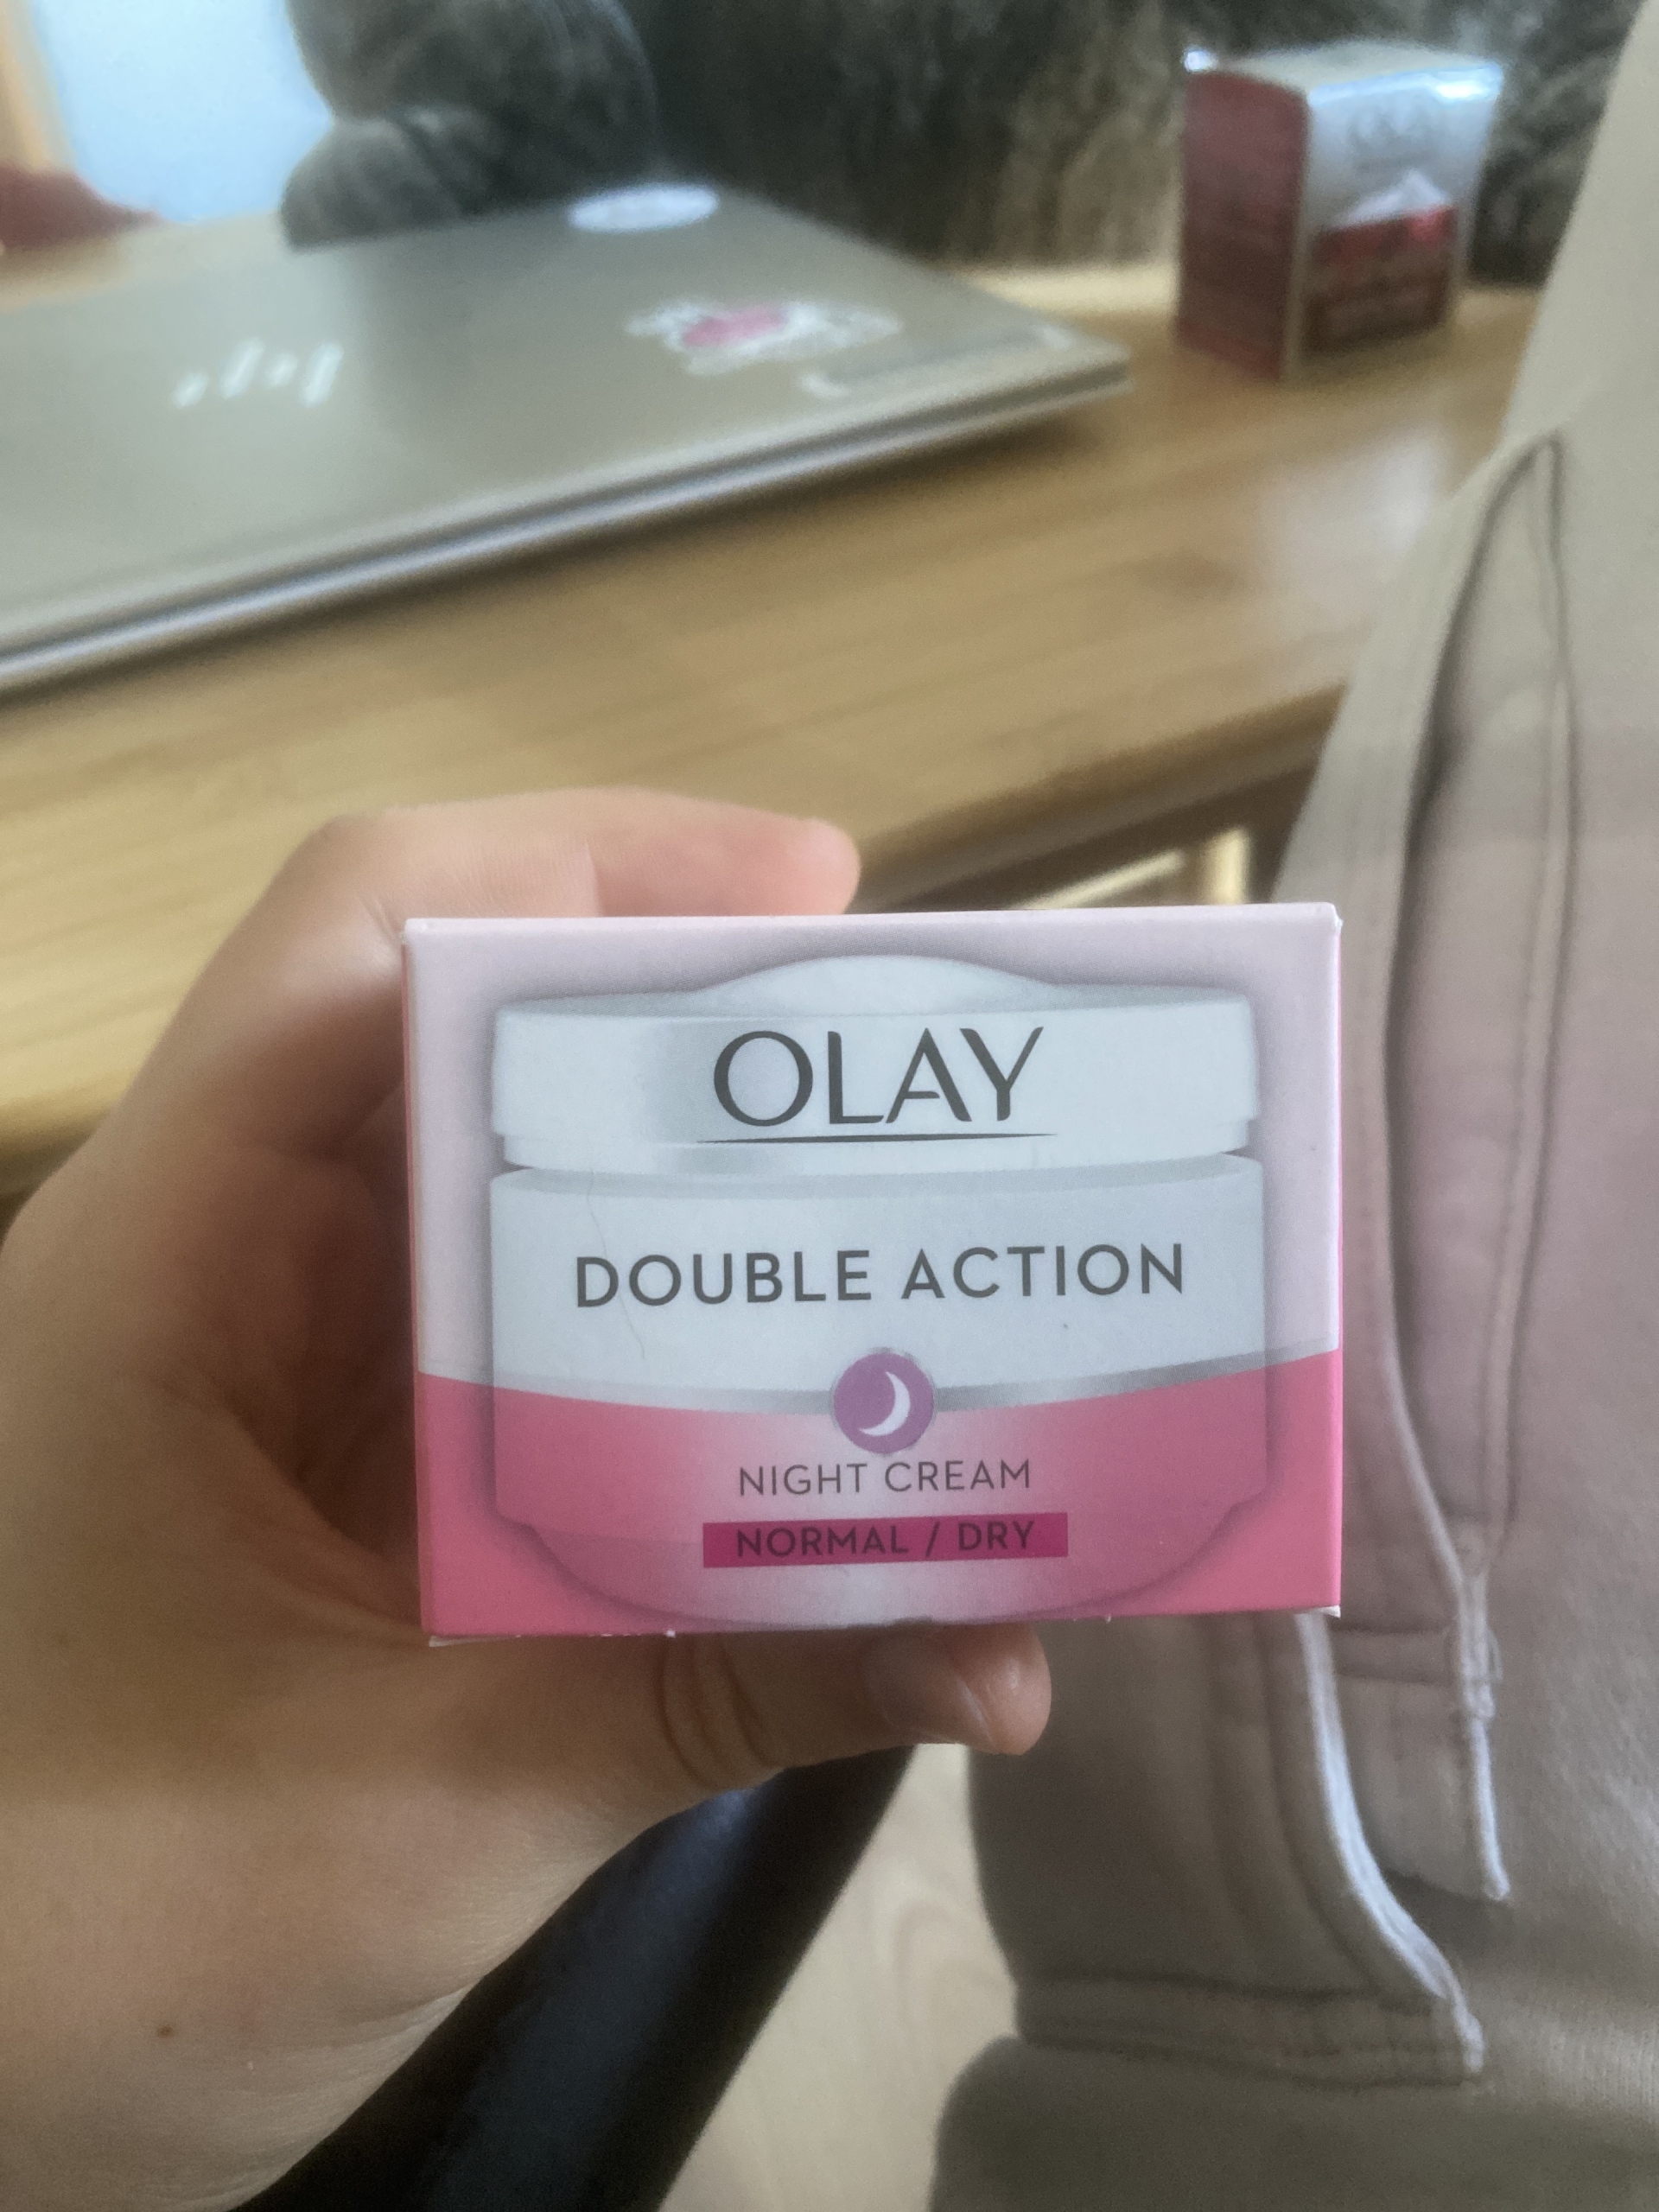 OLAY
DOUBLE ACTION
NIGHT CREAM
NORMAL / DRY